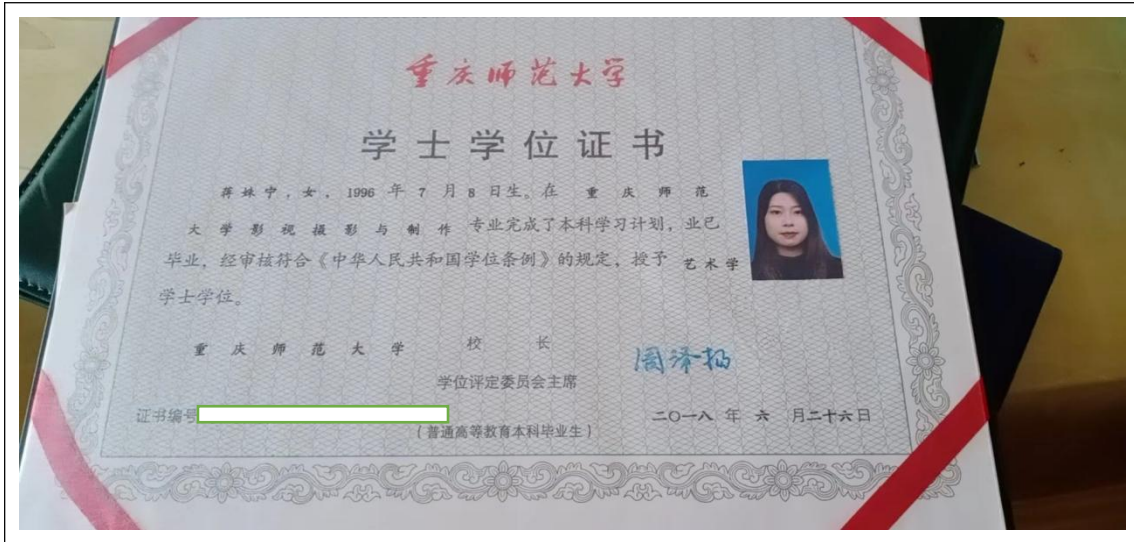 重庆师范大学
学士学位证书
蒋姝宁，女，1996 年 7 月 8 日生。在 重庆师范
大学影视摄影与制作 专业完成了本科学习计划，业已
毕业，经审核符合《中华人民共和国学位条例》的规定，授予 艺术学
学士学位。
重庆师范大学 校 长 周泽扬
学位评定委员会主席
证书编号 二〇一八 年 六 月二十六日
（普通高等教育本科毕业生）